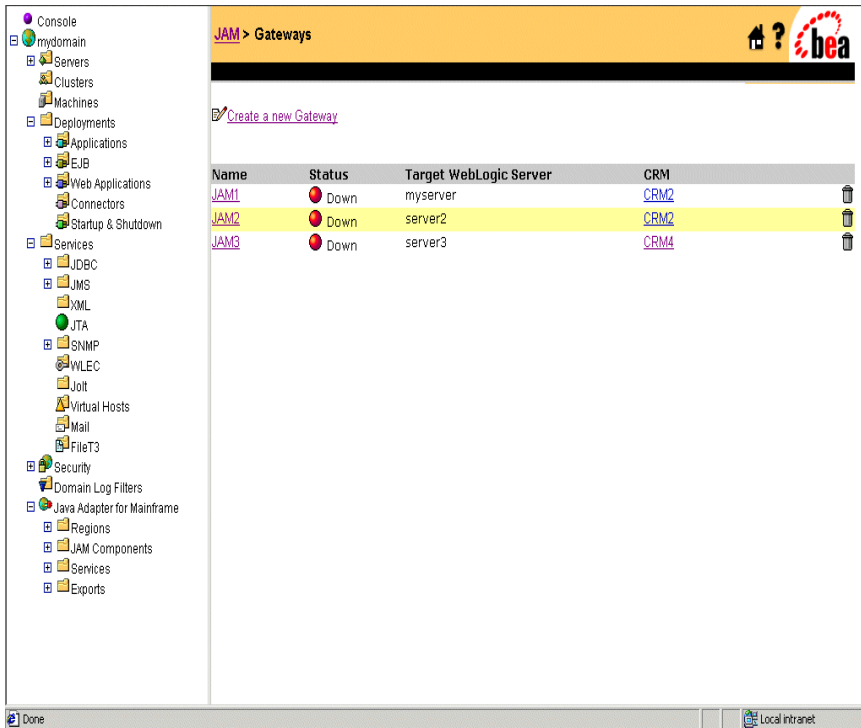 Console
mydomain
Servers
Clusters
Machines
Deployments
Applications
EJB
Web Applications
Connectors
Startup & Shutdown
Services
JDBC
JMS
XML
JTA
SNMP
WLEC
Jolt
Virtual Hosts
Mail
FileT3
Security
Domain Log Filters
Java Adapter for Mainframe
Regions
JAM Components
Services
Exports
JAM > Gateways
? bea
Create a new Gateway
Name Status Target WebLogic Server CRM
JAM1 Down myserver CRM2
JAM2 Down server2 CRM2
JAM3 Down server3 CRM4
Done Local intranet